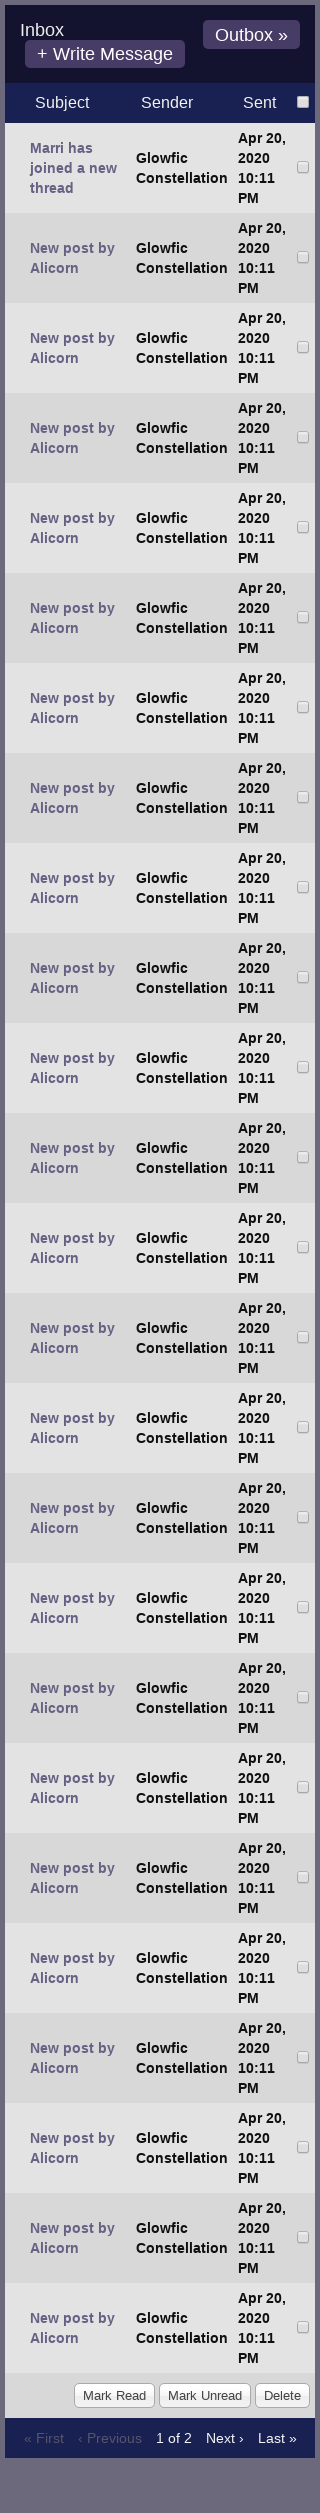 Inbox
+ Write Message
Outbox »
Subject Sender Sent
Marri has
joined a new
thread
Glowfic
Constellation
Apr 20,
2020
10:11
PM
New post by
Alicorn
Glowfic
Constellation
Apr 20,
2020
10:11
PM
New post by
Alicorn
Glowfic
Constellation
Apr 20,
2020
10:11
PM
New post by
Alicorn
Glowfic
Constellation
Apr 20,
2020
10:11
PM
New post by
Alicorn
Glowfic
Constellation
Apr 20,
2020
10:11
PM
New post by
Alicorn
Glowfic
Constellation
Apr 20,
2020
10:11
PM
New post by
Alicorn
Glowfic
Constellation
Apr 20,
2020
10:11
PM
New post by
Alicorn
Glowfic
Constellation
Apr 20,
2020
10:11
PM
New post by
Alicorn
Glowfic
Constellation
Apr 20,
2020
10:11
PM
New post by
Alicorn
Glowfic
Constellation
Apr 20,
2020
10:11
PM
New post by
Alicorn
Glowfic
Constellation
Apr 20,
2020
10:11
PM
New post by
Alicorn
Glowfic
Constellation
Apr 20,
2020
10:11
PM
New post by
Alicorn
Glowfic
Constellation
Apr 20,
2020
10:11
PM
New post by
Alicorn
Glowfic
Constellation
Apr 20,
2020
10:11
PM
New post by
Alicorn
Glowfic
Constellation
Apr 20,
2020
10:11
PM
New post by
Alicorn
Glowfic
Constellation
Apr 20,
2020
10:11
PM
New post by
Alicorn
Glowfic
Constellation
Apr 20,
2020
10:11
PM
New post by
Alicorn
Glowfic
Constellation
Apr 20,
2020
10:11
PM
New post by
Alicorn
Glowfic
Constellation
Apr 20,
2020
10:11
PM
New post by
Alicorn
Glowfic
Constellation
Apr 20,
2020
10:11
PM
New post by
Alicorn
Glowfic
Constellation
Apr 20,
2020
10:11
PM
New post by
Alicorn
Glowfic
Constellation
Apr 20,
2020
10:11
PM
New post by
Alicorn
Glowfic
Constellation
Apr 20,
2020
10:11
PM
New post by
Alicorn
Glowfic
Constellation
Apr 20,
2020
10:11
PM
New post by
Alicorn
Glowfic
Constellation
Apr 20,
2020
10:11
PM
Mark Read Mark Unread Delete
« First ‹ Previous 1 of 2 Next › Last »